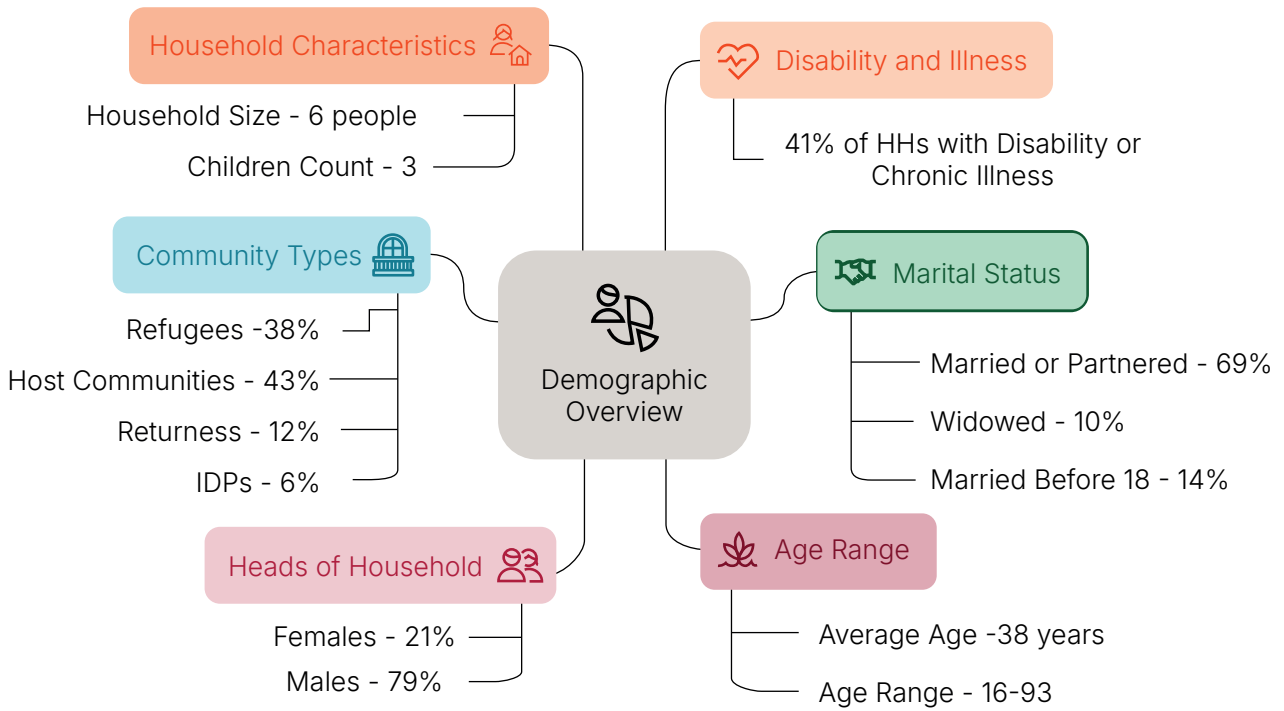 Household Characteristics
Household Size - 6 people
Children Count - 3
Community Types
Refugees -38%
Host Communities - 43%
Returness - 12%
IDPs - 6%
Heads of Household
Females - 21%
Males - 79%
Demographic
Overview
Disability and Illness
41% of HHs with Disability or
Chronic Illness
Marital Status
Married or Partnered - 69%
Widowed - 10%
Married Before 18 - 14%
Age Range
Average Age -38 years
Age Range - 16-93